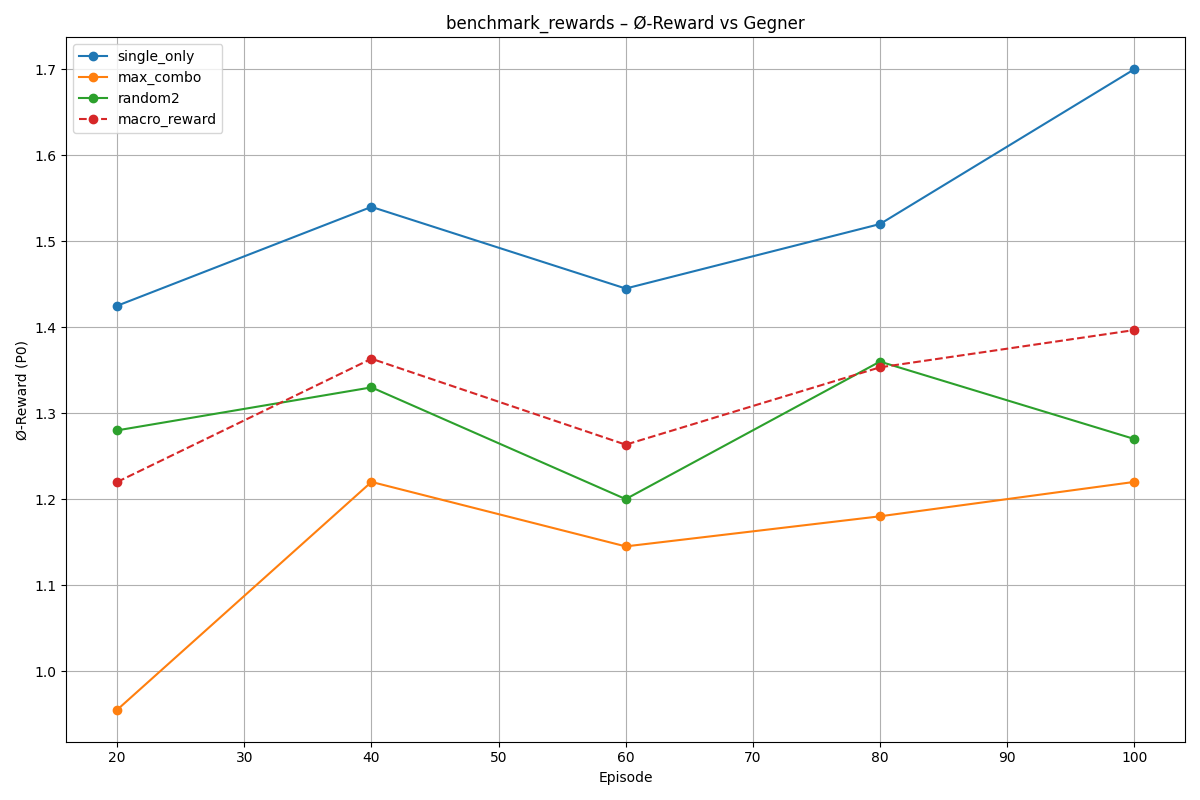 benchmark_rewards – Ø-Reward vs Gegner
single_only
max_combo
random2
macro_reward
1.7
1.6
1.5
1.4
1.3
1.2
1.1
1.0
Ø-Reward (P0)
20 30 40 50 60 70 80 90 100
Episode